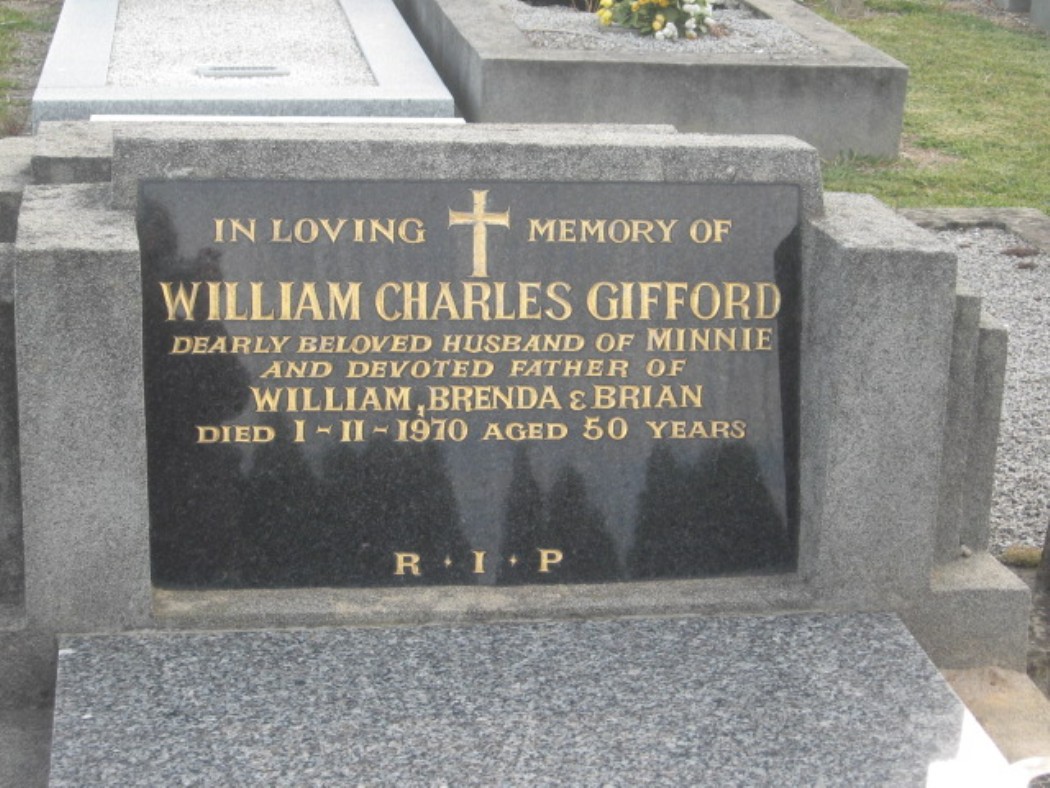 IN LOVING MEMORY OF
WILLIAM CHARLES GIFFORD
DEARLY BELOVED HUSBAND OF MINNIE
AND DEVOTED FATHER OF
WILLIAM, BRENDA & BRIAN
DIED 1-11-1970 AGED 50 YEARS
R · I · P